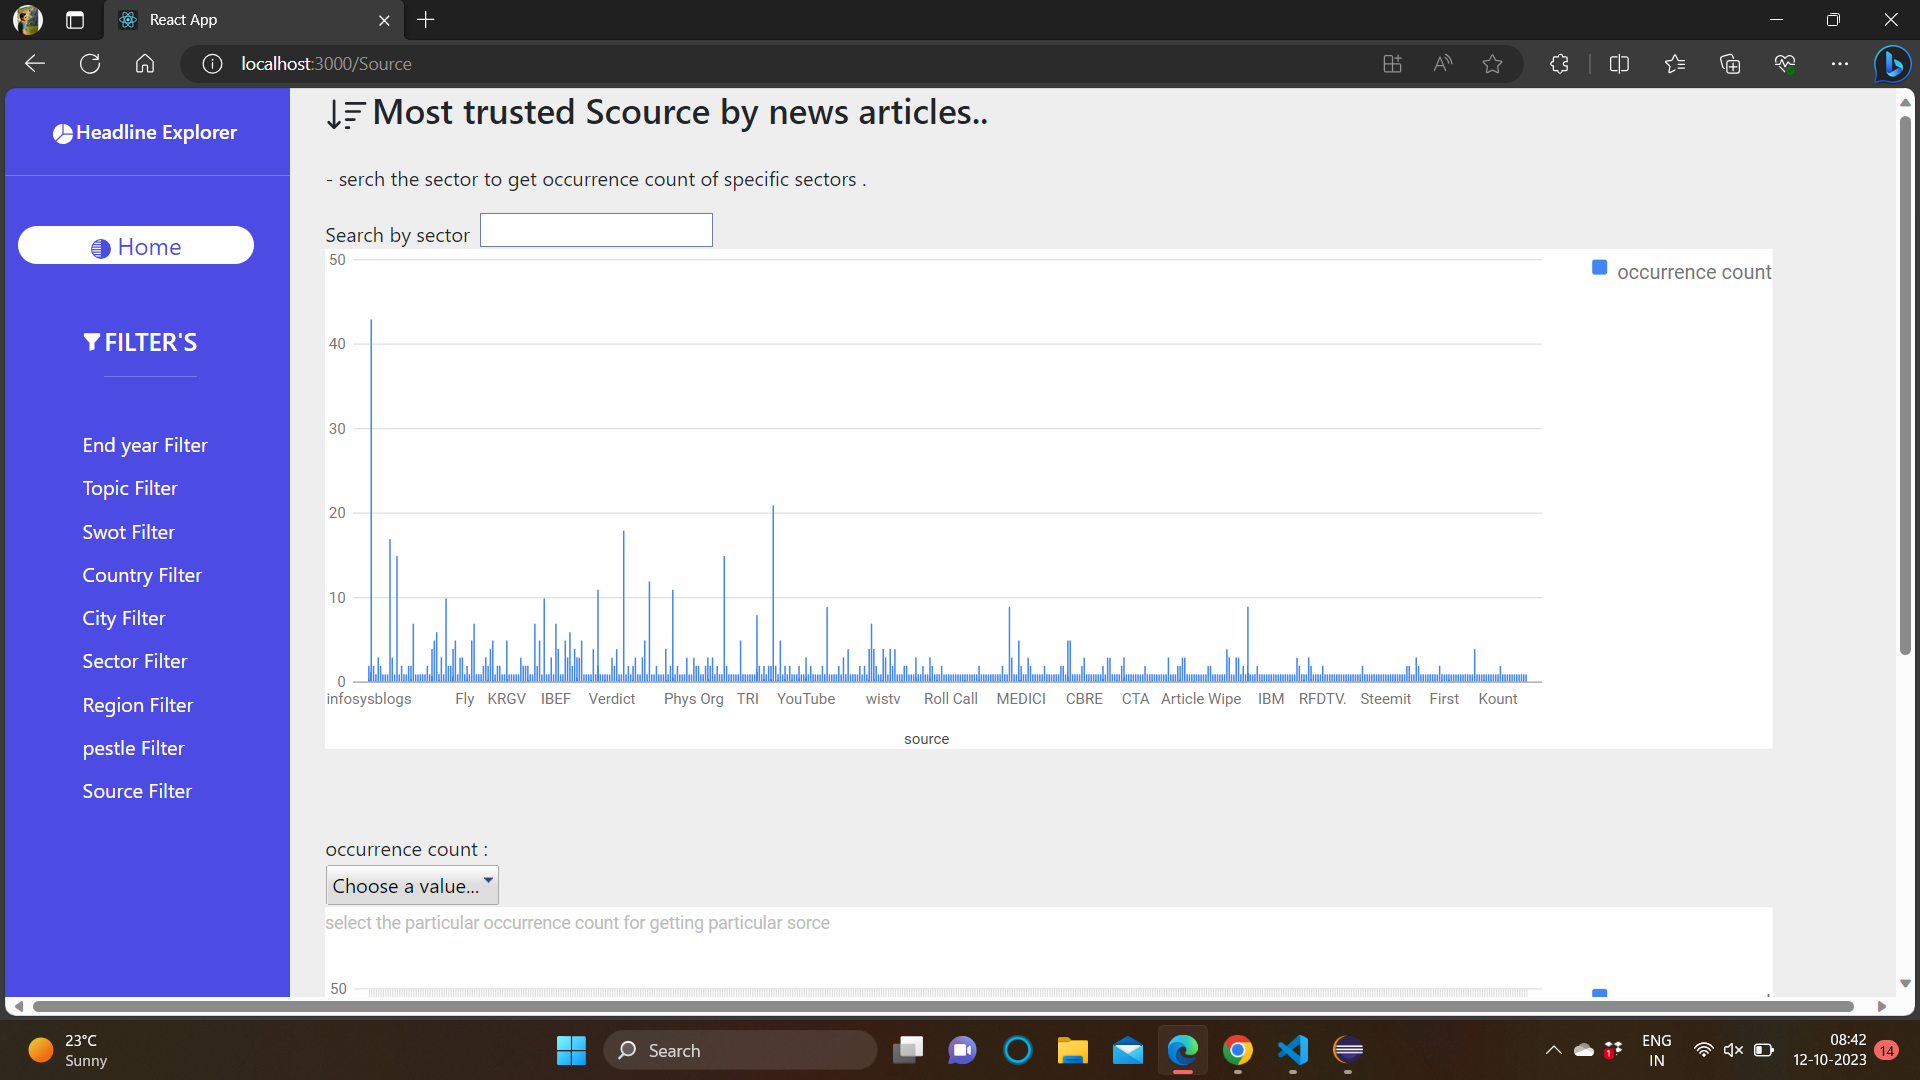 React App
localhost:3000/Source
Headline Explorer
Home
FILTER'S
End year Filter
Topic Filter
Swot Filter
Country Filter
City Filter
Sector Filter
Region Filter
pestle Filter
Source Filter
Most trusted Scource by news articles..
- serch the sector to get occurrence count of specific sectors .
Search by sector
50
40
30
20
10
0
occurrence count
infosysblogs Fly KRGV IBEF Verdict Phys Org TRI YouTube wistv Roll Call MEDICI CBRE CTA Article Wipe IBM RFDTV. Steemit First Kount
source
occurrence count :
Choose a value...
select the particular occurrence count for getting particular sorce
50
23°C
Sunny
Search
1
ENG
IN
08:42
12-10-2023
14